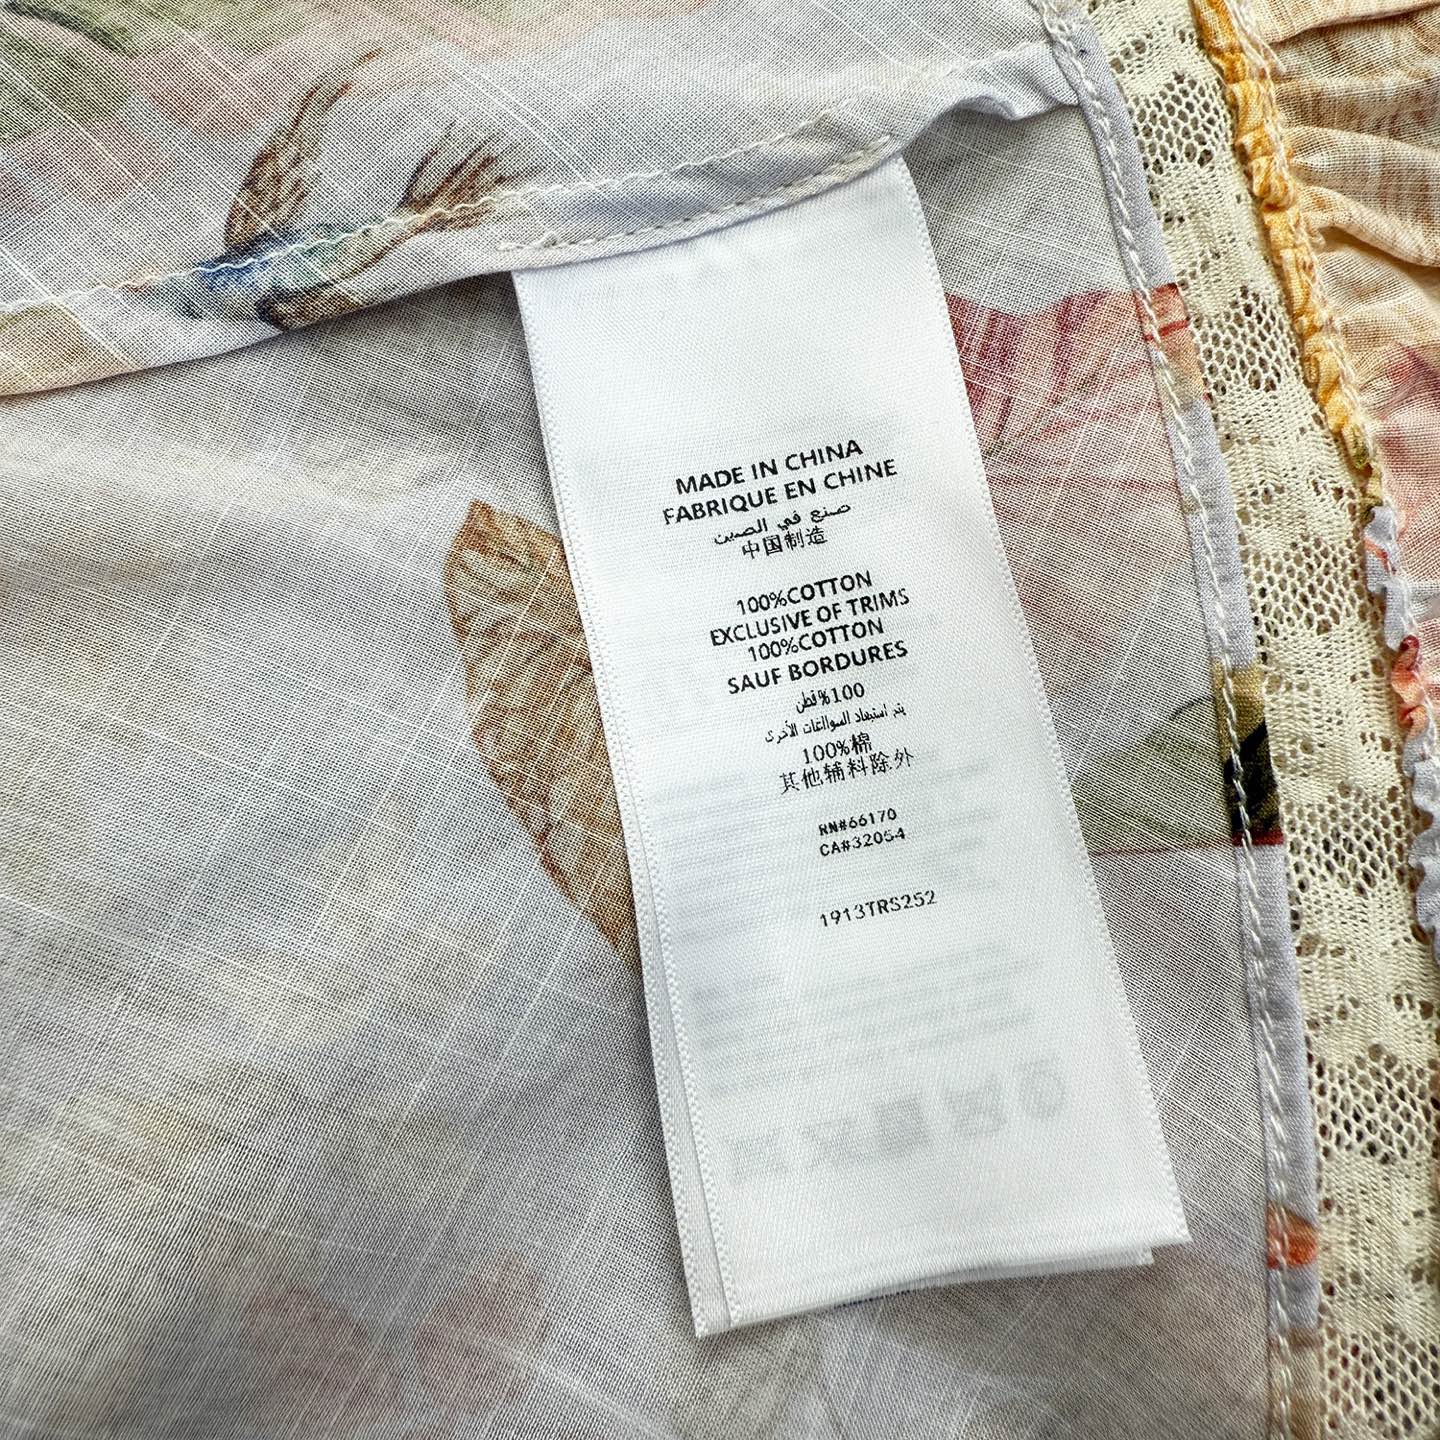 MADE IN CHINA
FABRIQUE EN CHINE
صنع في الصين
中国制造
100%COTTON
EXCLUSIVE OF TRIMS
100%COTTON
SAUF BORDURES
100%قطن
يتم استبعاد الأخرى
100%棉
其他辅料除外
RN#66170
CA#32054
1913TRS252